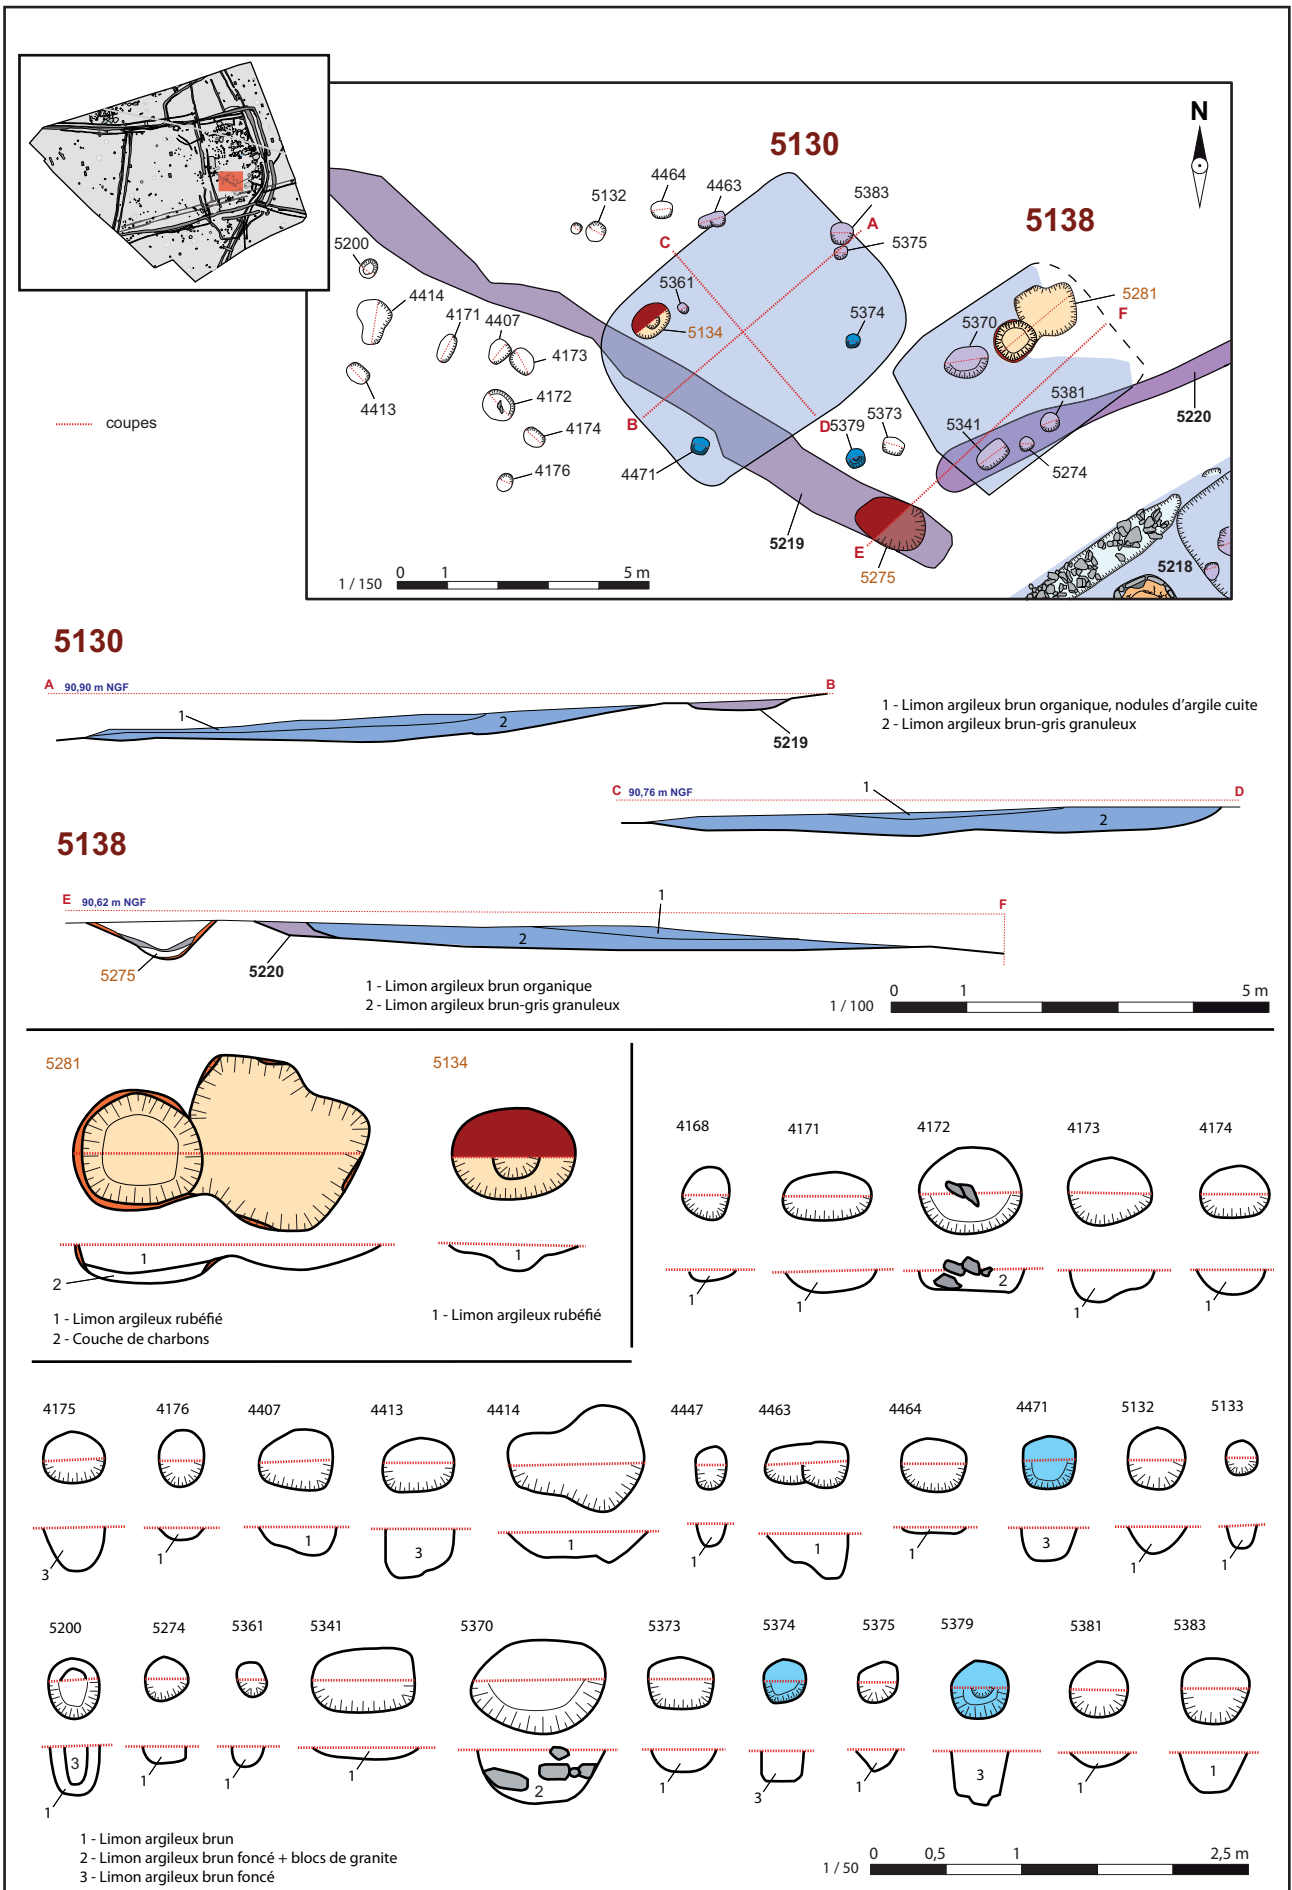 N
5130
5138
4464
4463
5383
A
5132
C
5375
5200
5281
5361
4414
5374
F
4171
4407
5134
5370
4173
4172
5381
4413
5341
B
D
5379
5373
5220
4174
4471
5274
4176
coupes
5219
E
5218
5275
0 1 5 m
1 / 150
5130
A 90,90 m NGF B
1
2
5219
1 - Limon argileux brun organique, nodules d'argile cuite
2 - Limon argileux brun-gris granuleux
C 90,76 m NGF 1 D
2
5138
E 90,62 m NGF 1 F
2
5275
5220
1 - Limon argileux brun organique
2 - Limon argileux brun-gris granuleux
0 1 5 m
1 / 100
5281 5134
1 1
2
1 - Limon argileux rubéfié
2 - Couche de charbons
1 - Limon argileux rubéfié
4168 4171 4172 4173 4174
1 1 2 1 1
4175 4176 4407 4413 4414 4447 4463 4464 4471 5132 5133
3 1 1 3 1 1 1 1 3 1 1
5200 5274 5361 5341 5370 5373 5374 5375 5379 5381 5383
3 1 1 1 1 2 1 3 1 3 1 1
1 - Limon argileux brun
2 - Limon argileux brun foncé + blocs de granite
3 - Limon argileux brun foncé
0 0,5 1 2,5 m
1 / 50